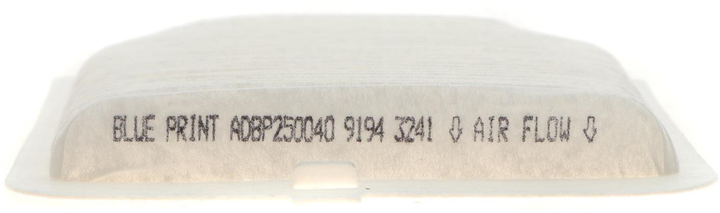 BLUE PRINT ADBP250040 9194 3241 ⇩ AIR FLOW ⇩